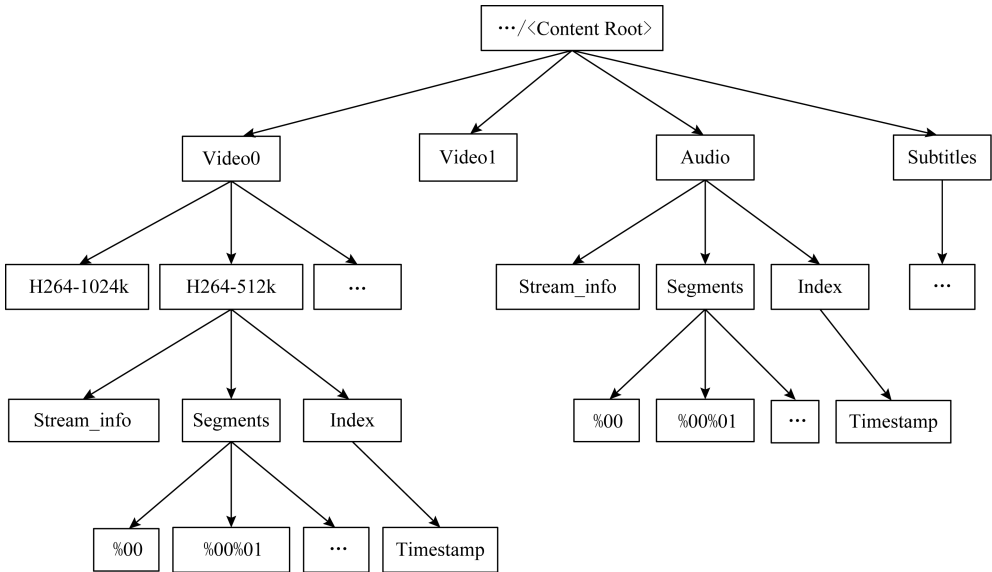 …/<Content Root>
Video0
Video1
Audio
Subtitles
H264-1024k
H264-512k
…
Stream_info
Segments
Index
…
Stream_info
Segments
Index
%00
%00%01
…
Timestamp
%00
%00%01
…
Timestamp